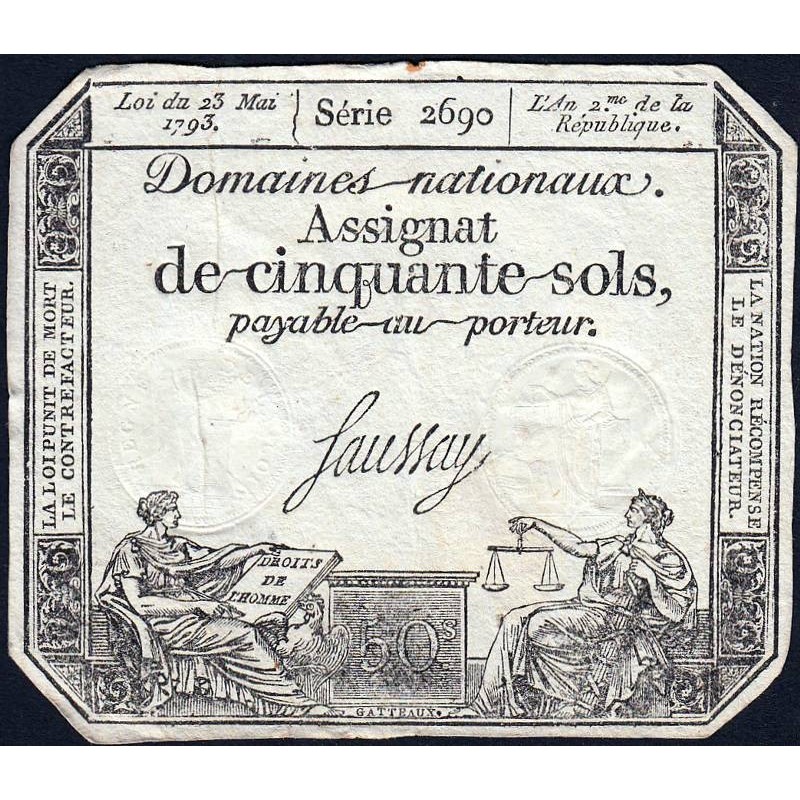 Loi du 23 Mai
1793.
Série 2690
L'An 2.me de la
République.
Domaines nationaux.
Assignat
de cinquante sols,
payable au porteur.
LA LOI PUNIT DE MORT
LE CONTREFACTEUR.
LA NATION RÉCOMPENSE
LE DÉNONCIATEUR.
Saussay
DROITS
DE
L'HOMME
50s
GATTEAUX.